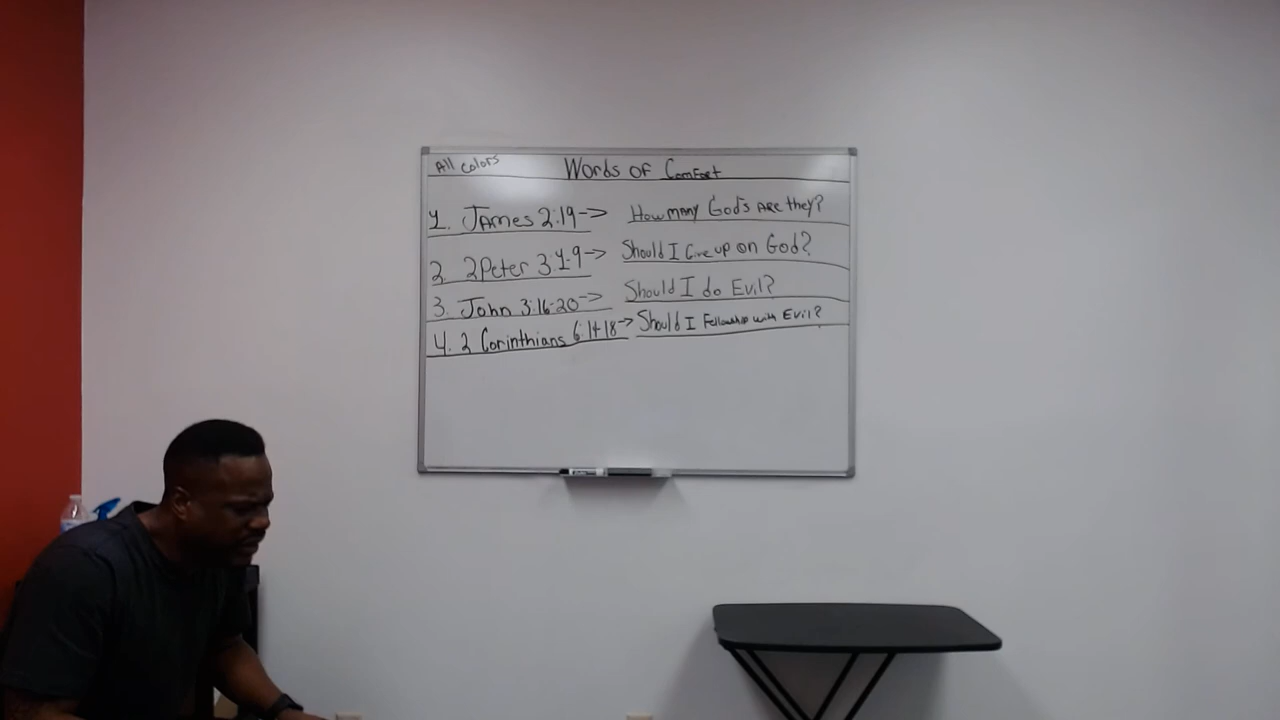 All colors
Words of Comfort
1. James 2:19-> How many God's are they?
2. 2Peter 3:1-9-> Should I Give up on God?
3. John 3:16-20-> Should I do Evil?
4. 2 Corinthians 6:14-18-> Should I Fellowship with Evil?